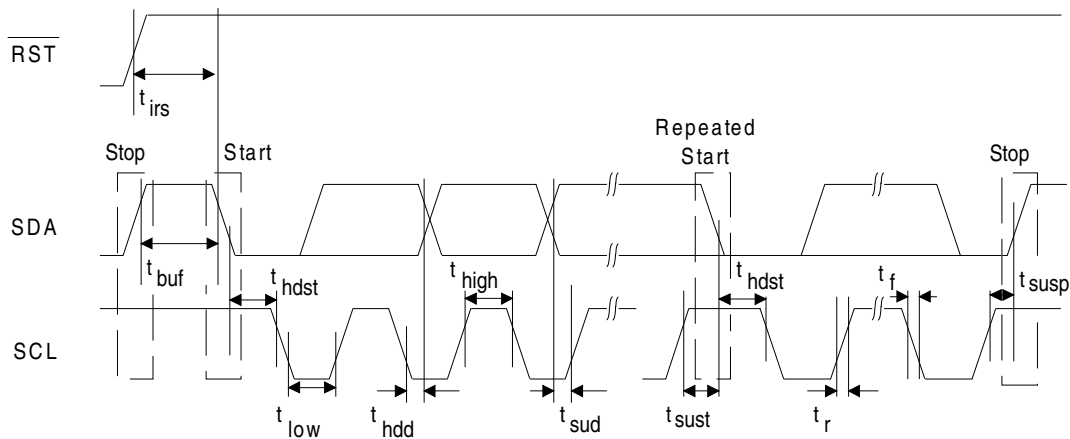 RST
t irs
Repeated
Stop Start Start Stop
SDA
t buf t hdst t high t hdst t f t susp
SCL
t low t hdd t sud t sust t r